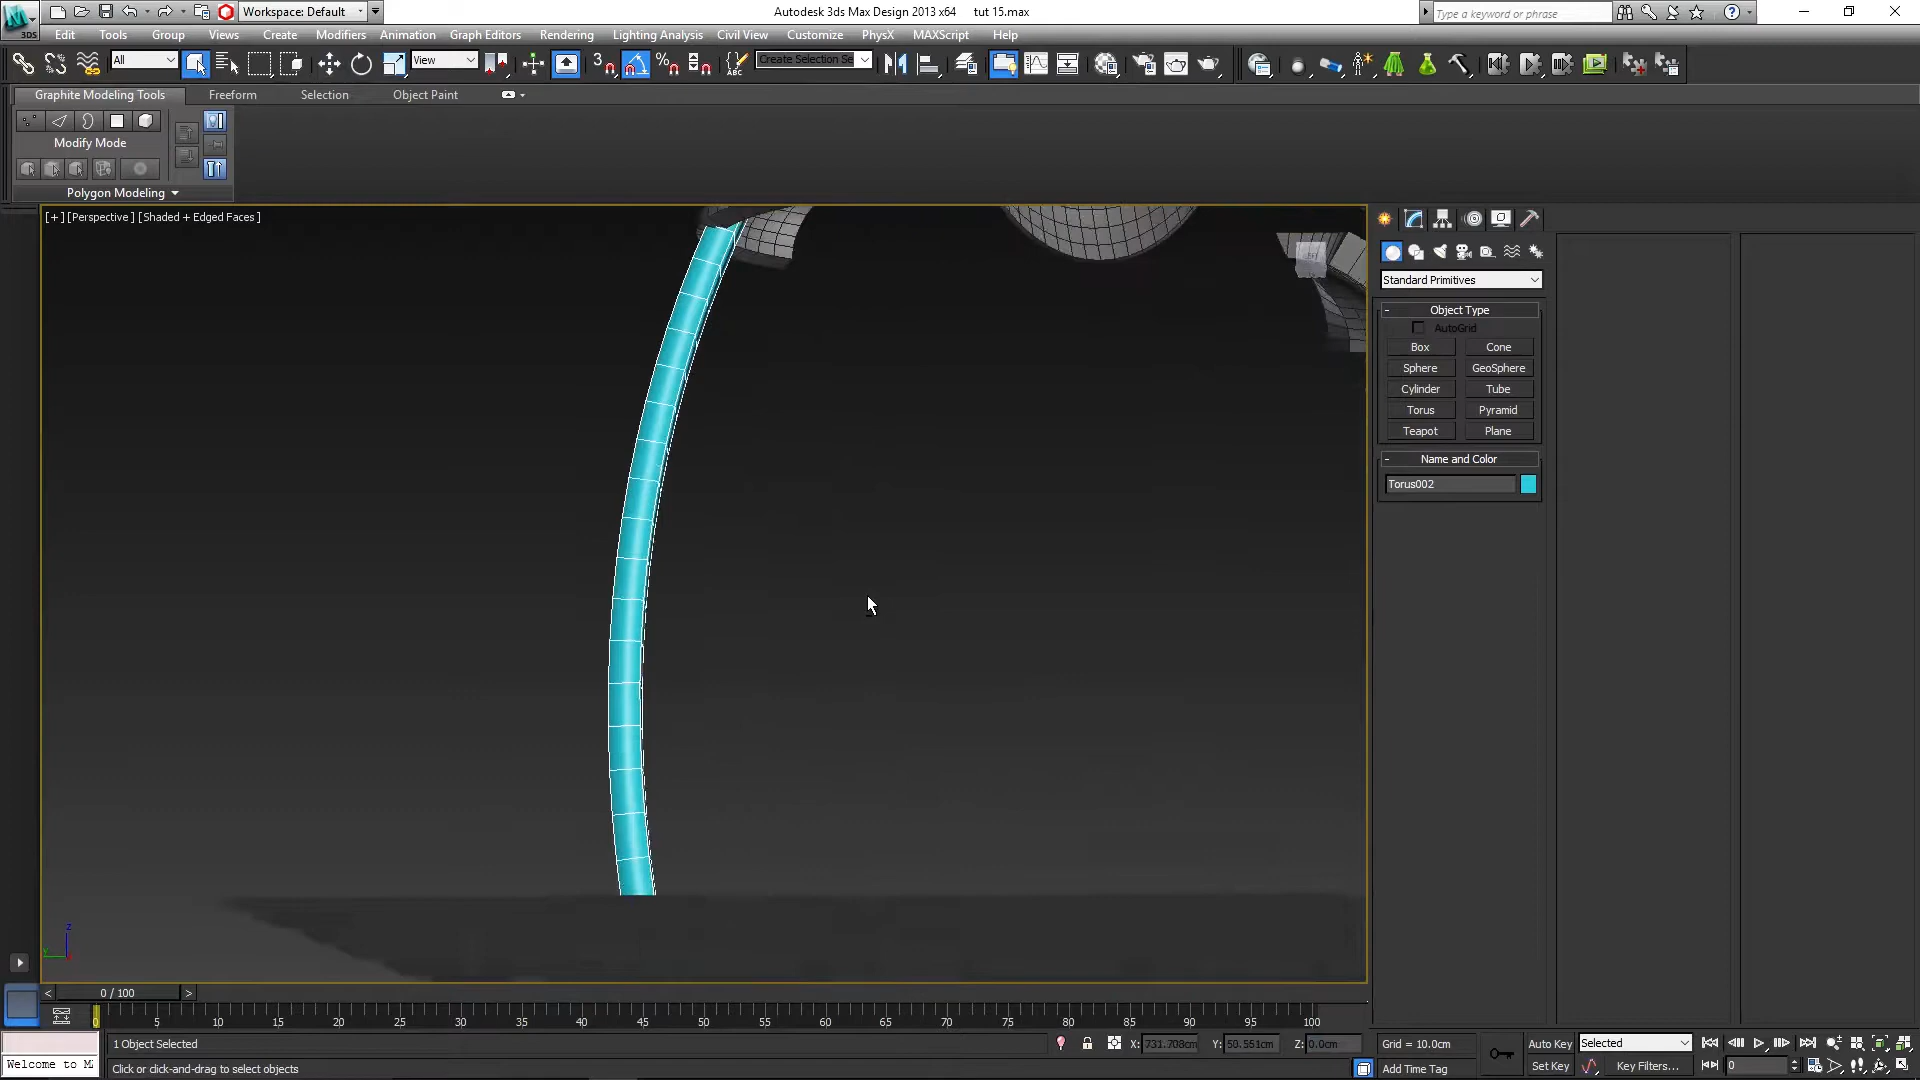 Workspace: Default
Autodesk 3ds Max Design 2013 x64 tut 15.max
Type a keyword or phrase
3DS
Edit Tools Group Views Create Modifiers Animation Graph Editors Rendering Lighting Analysis Civil View Customize PhysX MAXScript Help
All
View
3
Create Selection Se
Graphite Modeling Tools Freeform Selection Object Paint
Modify Mode
Polygon Modeling
[+] [Perspective] [Shaded + Edged Faces]
Standard Primitives
- Object Type
AutoGrid
Box Cone
Sphere GeoSphere
Cylinder Tube
Torus Pyramid
Teapot Plane
- Name and Color
Torus002
z
y
< 0 / 100 >
0 5 10 15 20 25 30 35 40 45 50 55 60 65 70 75 80 85 90 95 100
1 Object Selected
X: 731.708cm Y: 50.551cm Z: 0.0cm
Grid = 10.0cm
Auto Key
Selected
Welcome to M
Click or click-and-drag to select objects
Add Time Tag
Set Key
Key Filters...
0